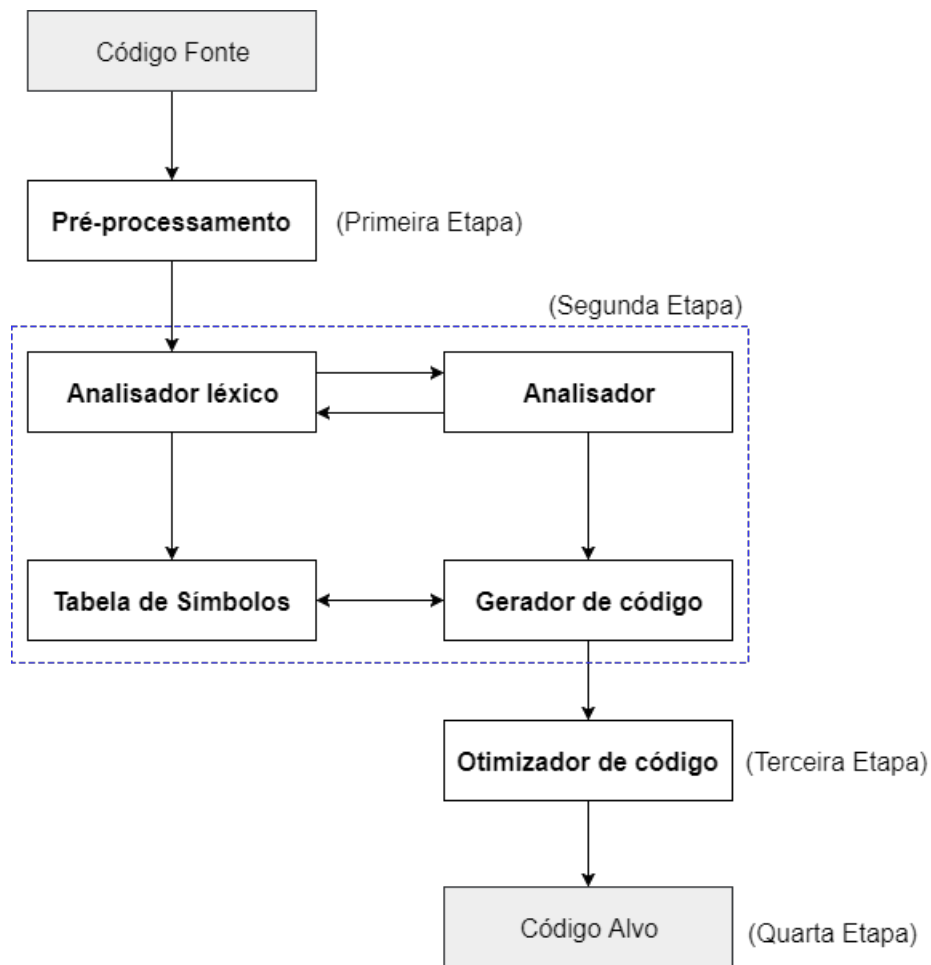 Código Fonte
Pré-processamento
(Primeira Etapa)
(Segunda Etapa)
Analisador léxico
Analisador
Tabela de Símbolos
Gerador de código
Otimizador de código
(Terceira Etapa)
Código Alvo
(Quarta Etapa)